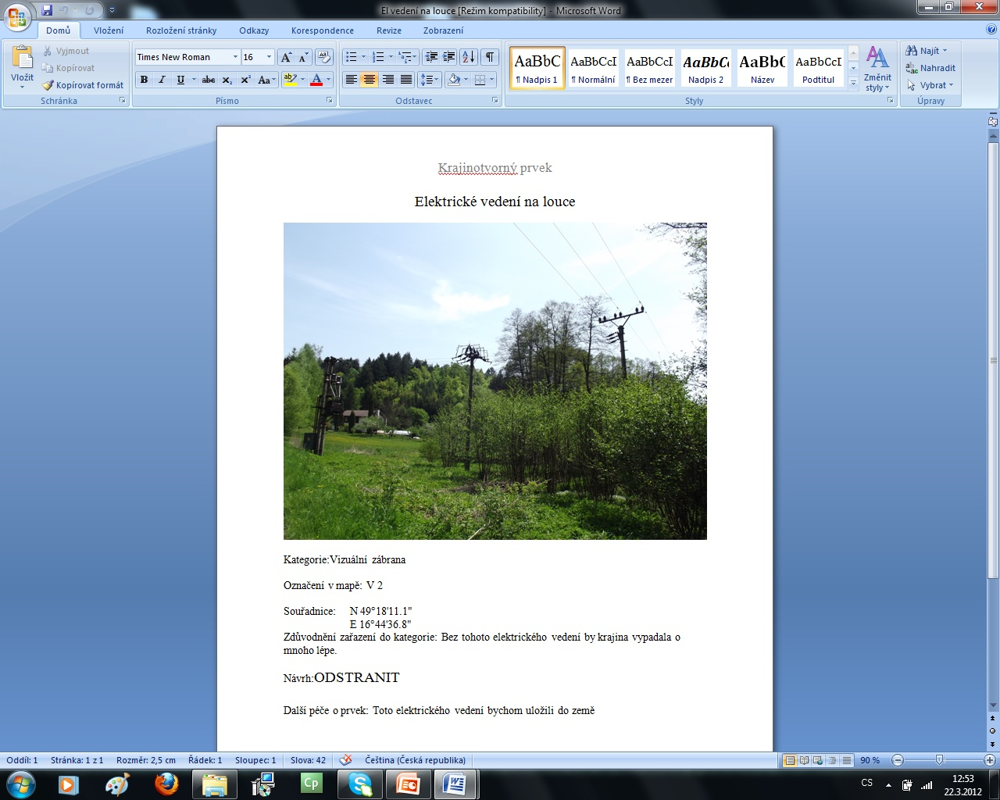 El vedení na louce [Režim kompatibility] - Microsoft Word
Domů Vložení Rozložení stránky Odkazy Korespondence Revize Zobrazení
Vložit
Vyjmout
Kopírovat
Kopírovat formát
Schránka
Times New Roman 16
Písmo
Odstavec
AaBbC AaBbCcI AaBbCcI AaBbC AaBbC AaBbCcI
¶ Nadpis 1 ¶ Normální ¶ Bez mezer Nadpis 2 Název Podtitul
Změnit styly
Styly
Najít
Nahradit
Vybrat
Úpravy
Krajinotvorný prvek
Elektrické vedení na louce
Kategorie:Vizuální zábrana
Označení v mapě: V 2
Souřadnice: N 49°18'11.1"
E 16°44'36.8"
Zdůvodnění zařazení do kategorie: Bez tohoto elektrického vedení by krajina vypadala o
mnoho lépe.
Návrh:ODSTRANIT
Další péče o prvek: Toto elektrického vedení bychom uložili do země
Oddíl: 1 Stránka: 1 z 1 Rozměr: 2,5 cm Řádek: 1 Sloupec: 1 Slova: 42 Čeština (Česká republika) 90 %
CS 12:53
22.3.2012